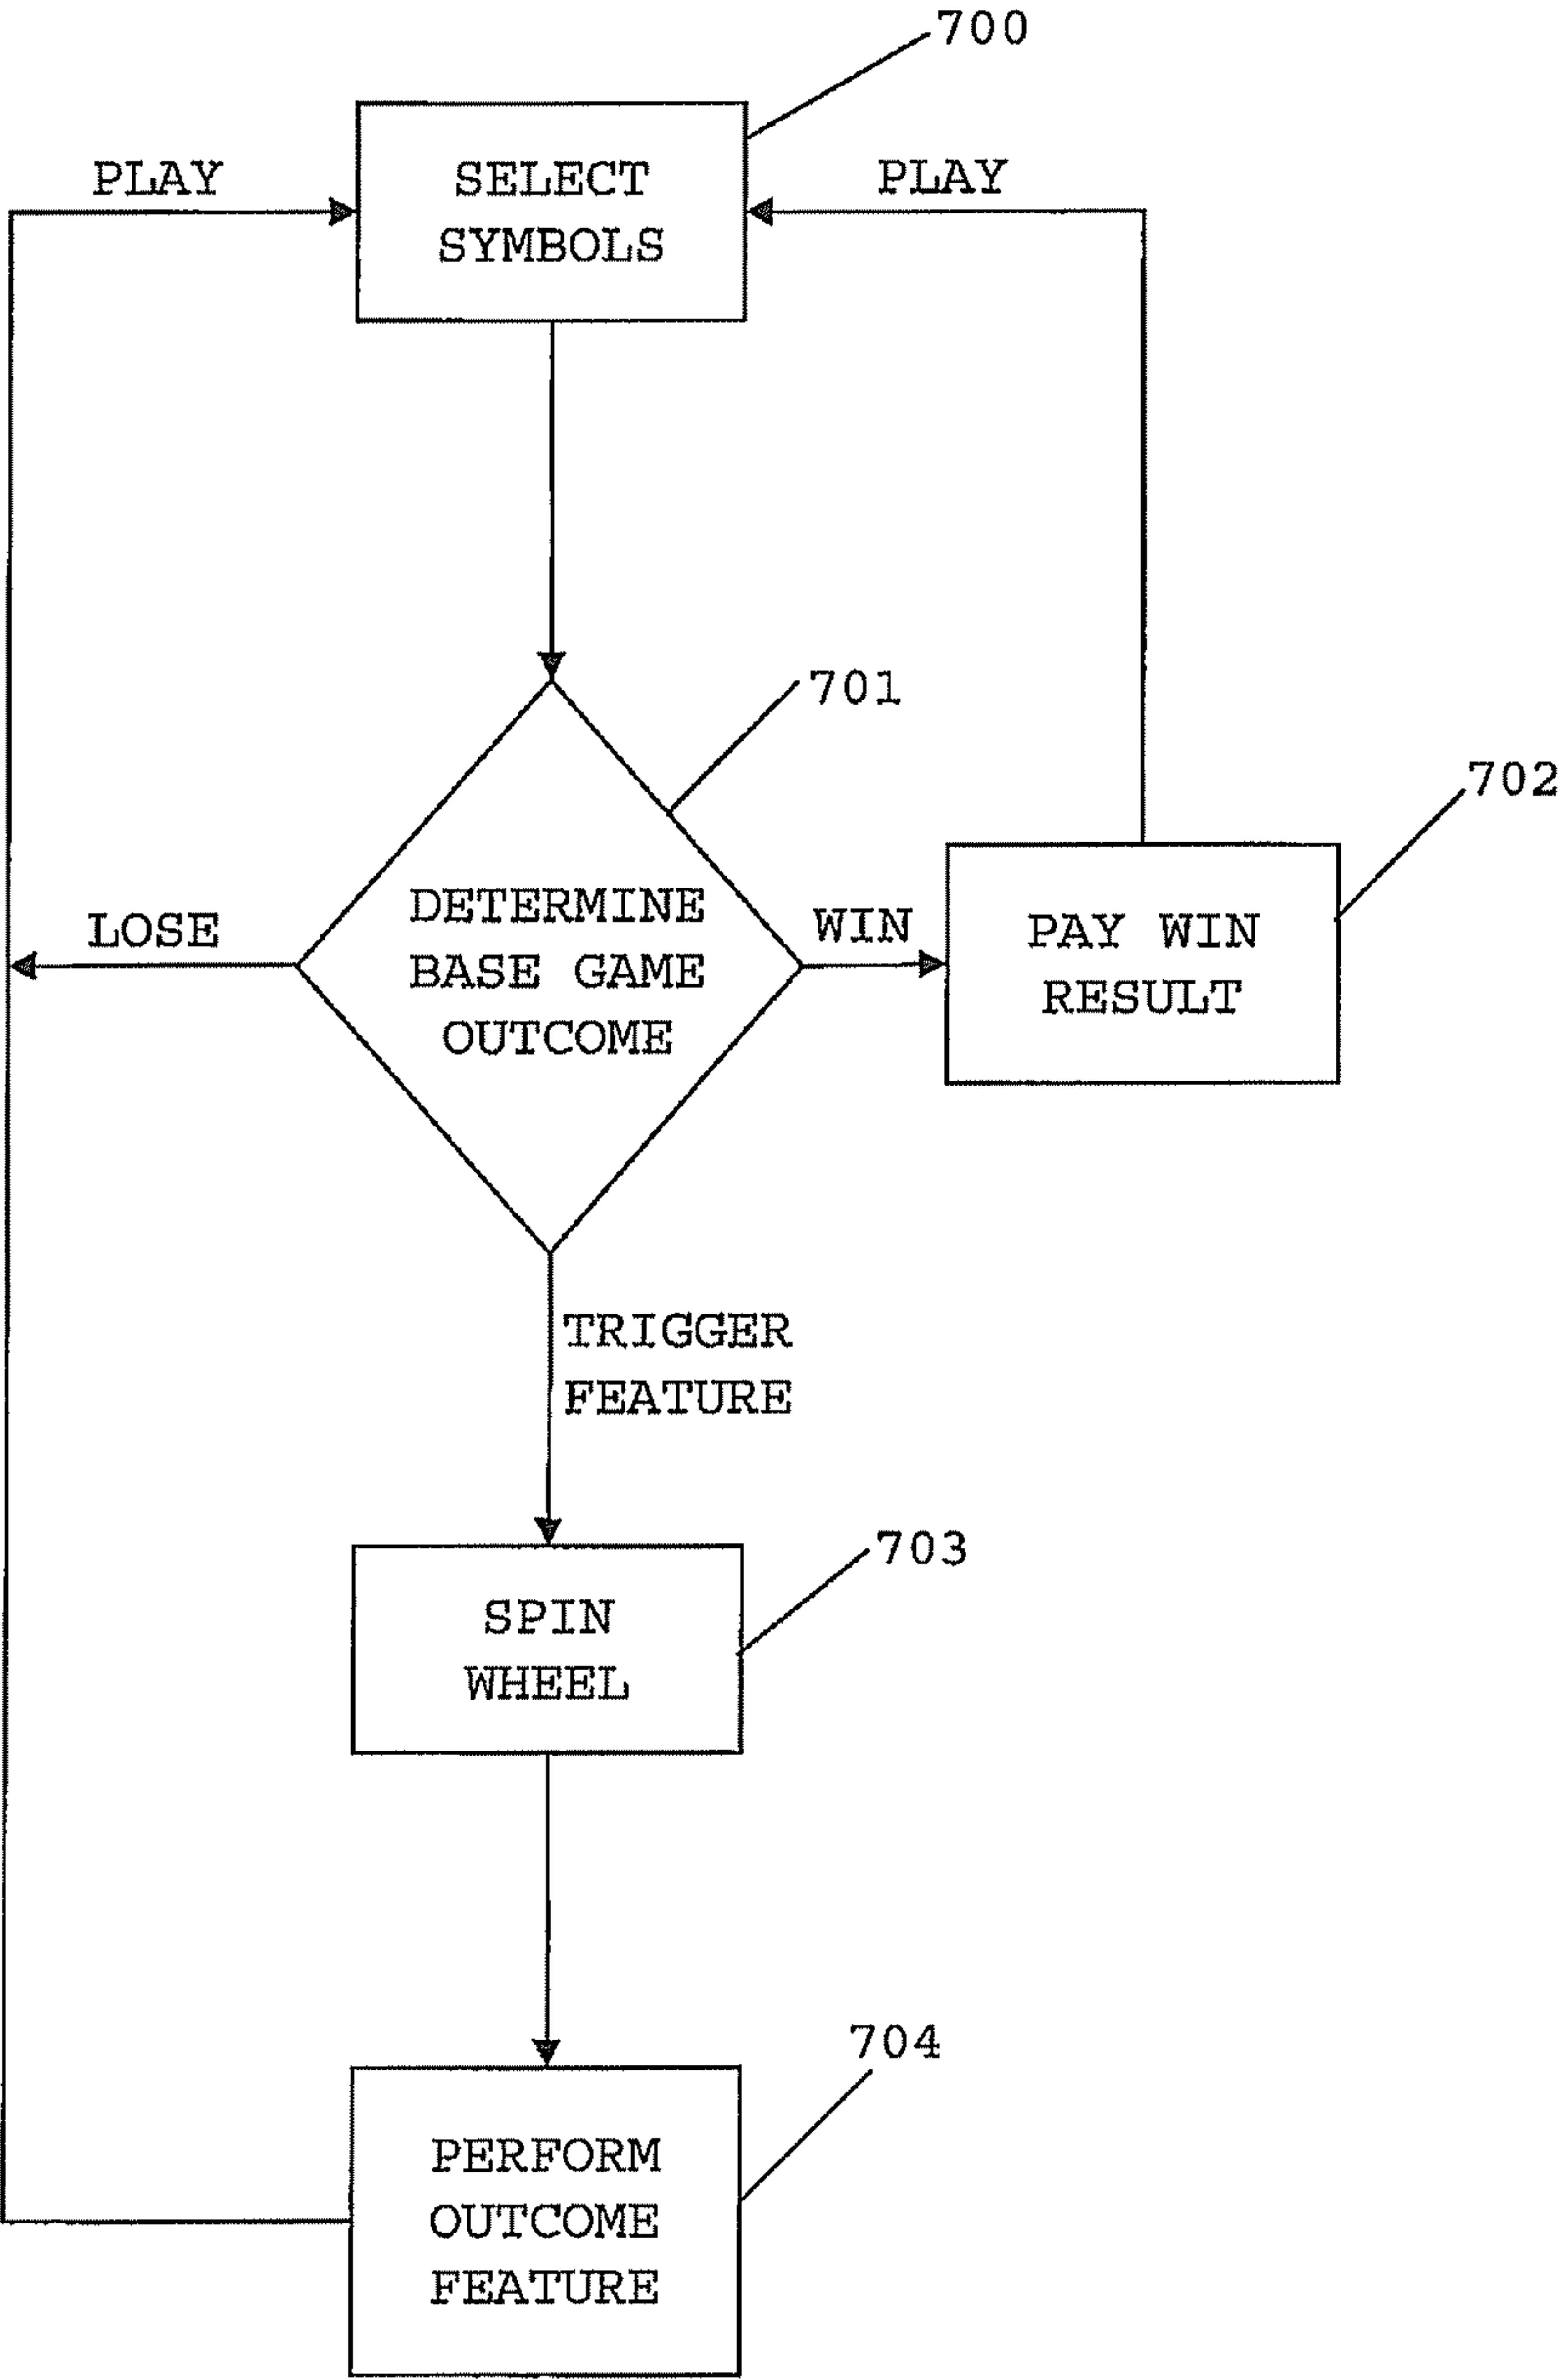 700
PLAY
SELECT
SYMBOLS
PLAY
701
702
LOSE
DETERMINE
BASE GAME
OUTCOME
WIN
PAY WIN
RESULT
TRIGGER
FEATURE
703
SPIN
WHEEL
704
PERFORM
OUTCOME
FEATURE